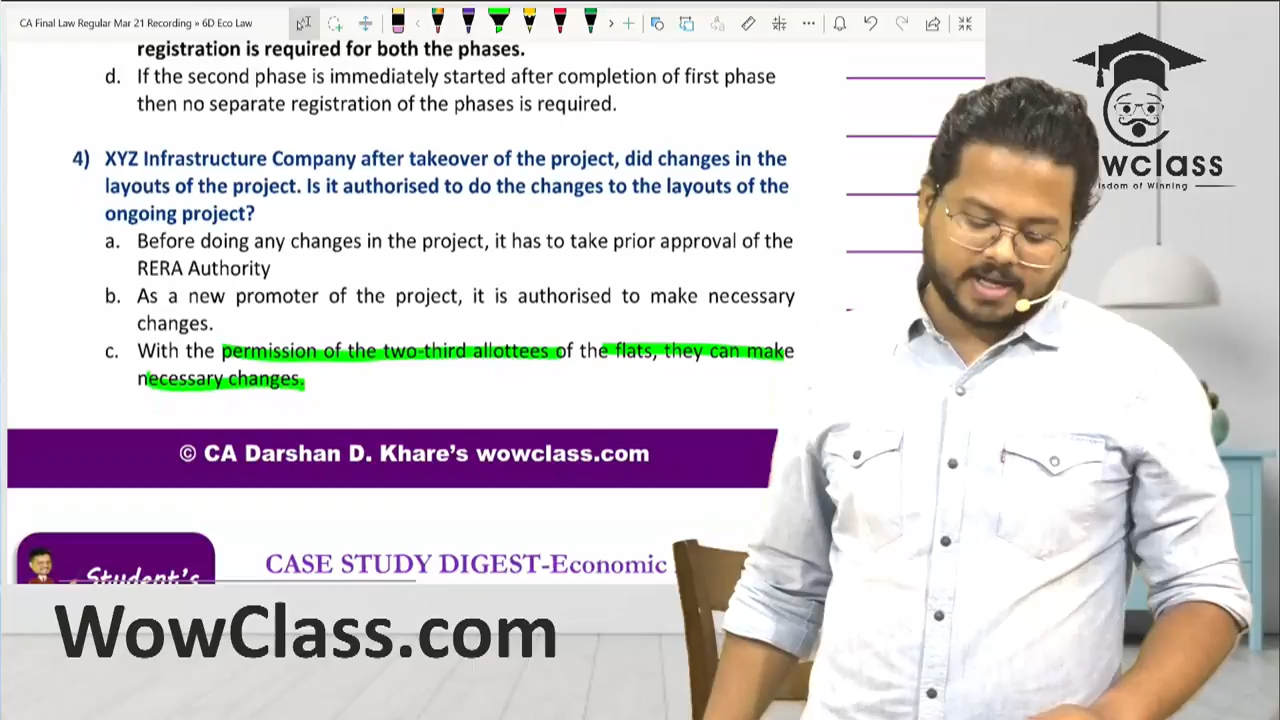 CA Final Law Regular Mar 21 Recording » 6D Eco Law
registration is required for both the phases.
d. If the second phase is immediately started after completion of first phase
then no separate registration of the phases is required.
4) XYZ Infrastructure Company after takeover of the project, did changes in the
layouts of the project. Is it authorised to do the changes to the layouts of the
ongoing project?
a. Before doing any changes in the project, it has to take prior approval of the
RERA Authority
b. As a new promoter of the project, it is authorised to make necessary
changes.
c. With the permission of the two-third allottees of the flats, they can make
necessary changes.
© CA Darshan D. Khare's wowclass.com
Student's
CASE STUDY DIGEST-Economic
WowClass.com
wclass
isdom of Winning